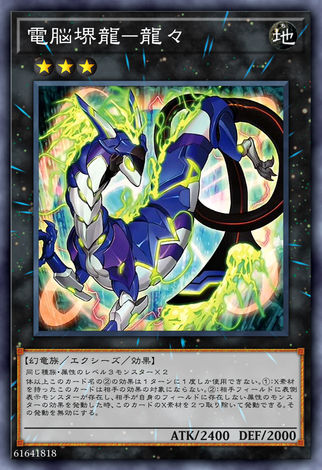 電脳堺龍－龍々
地
【幻竜族／エクシーズ／効果】
同じ種族・属性のレベル３モンスター×２
体以上このカード名の②の効果は１ターンに１度しか使用できない。①：X素材
を持ったこのカードは相手の効果の対象にならない。②：相手フィールドに表側
表示モンスターが存在し、相手が自身のフィールドに存在しない属性のモンス
ターの効果を発動した時、このカードのX素材を２つ取り除いて発動できる。そ
の発動を無効にする。
ATK/2400 DEF/2000
61641818